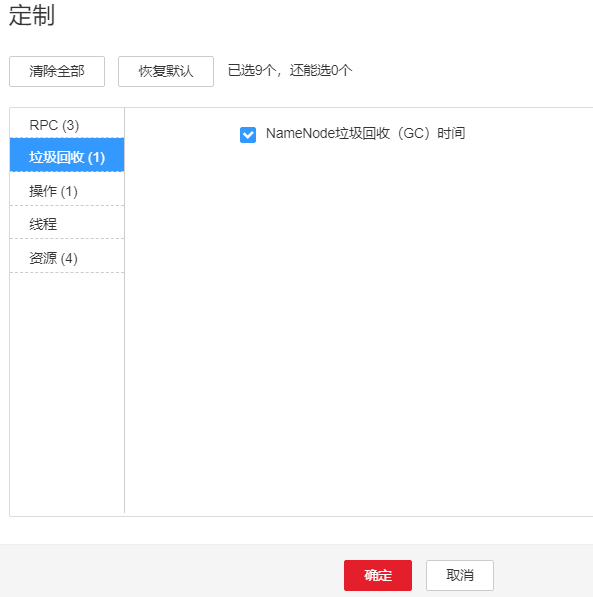 定制
清除全部 恢复默认 已选9个，还能选0个
RPC (3)
NameNode垃圾回收（GC）时间
垃圾回收 (1)
操作 (1)
线程
资源 (4)
确定 取消